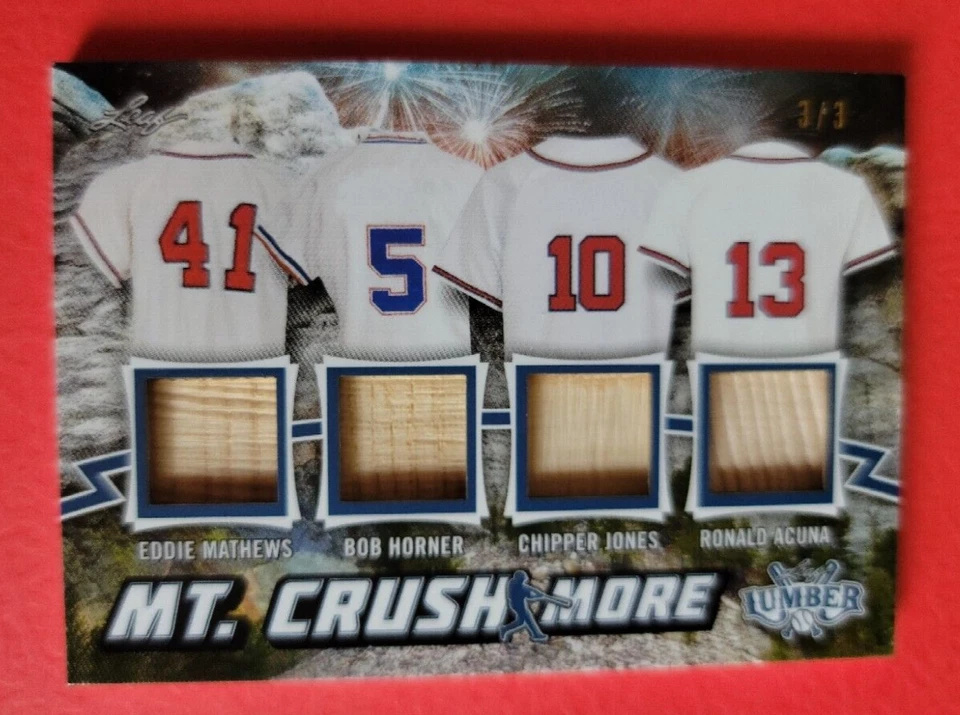 Leaf
3/3
41 5 10 13
EDDIE MATHEWS BOB HORNER CHIPPER JONES RONALD ACUNA
MT. CRUSHMORE
LUMBER